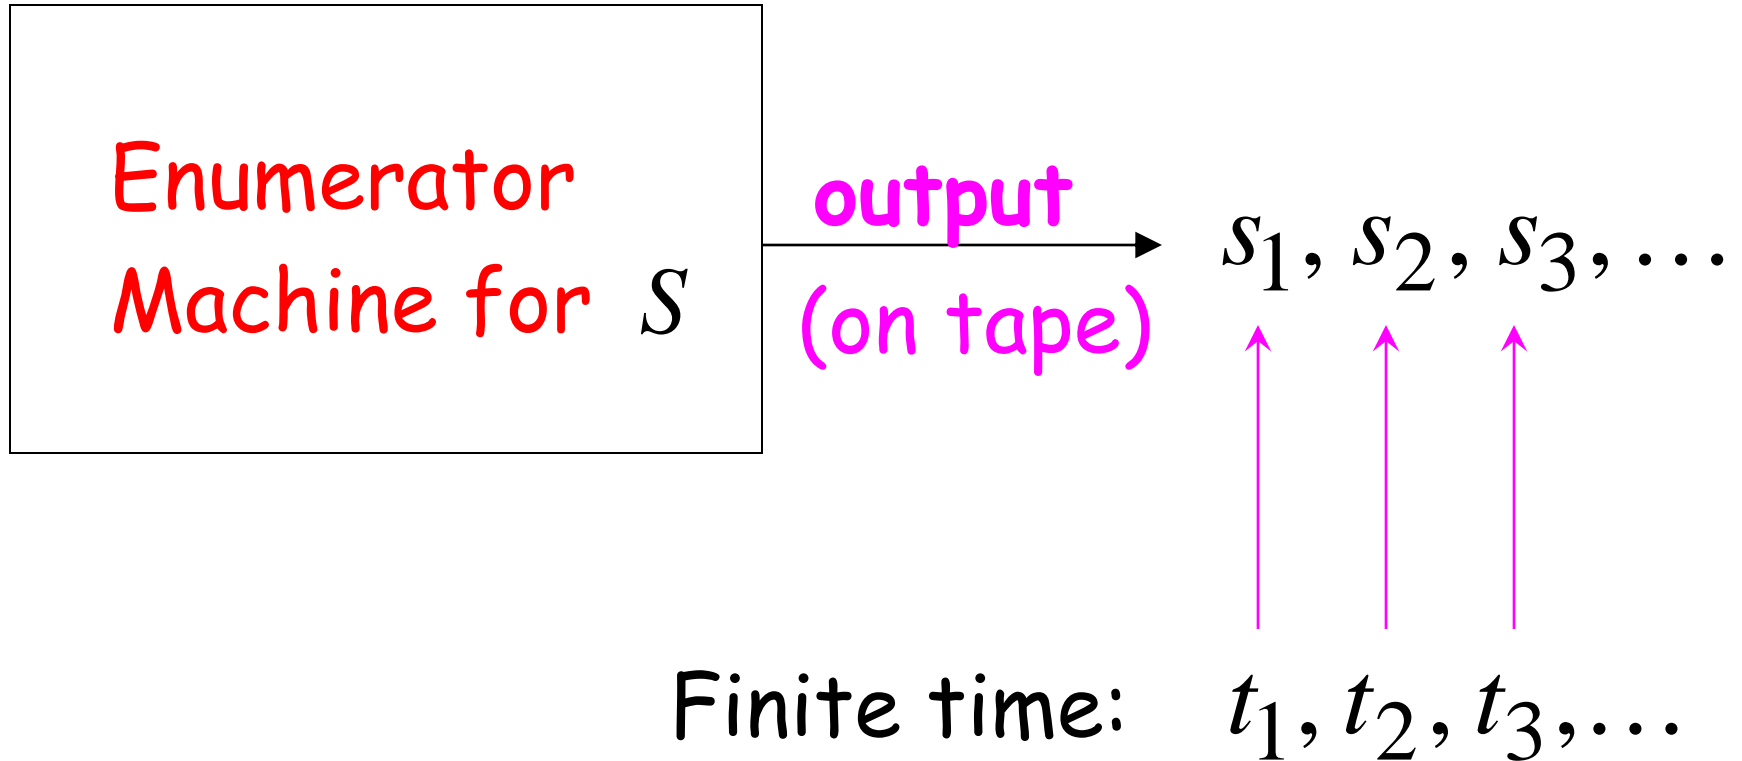 Enumerator
Machine for S
output
(on tape)
s₁, s₂, s₃, …
Finite time: t₁, t₂, t₃, …